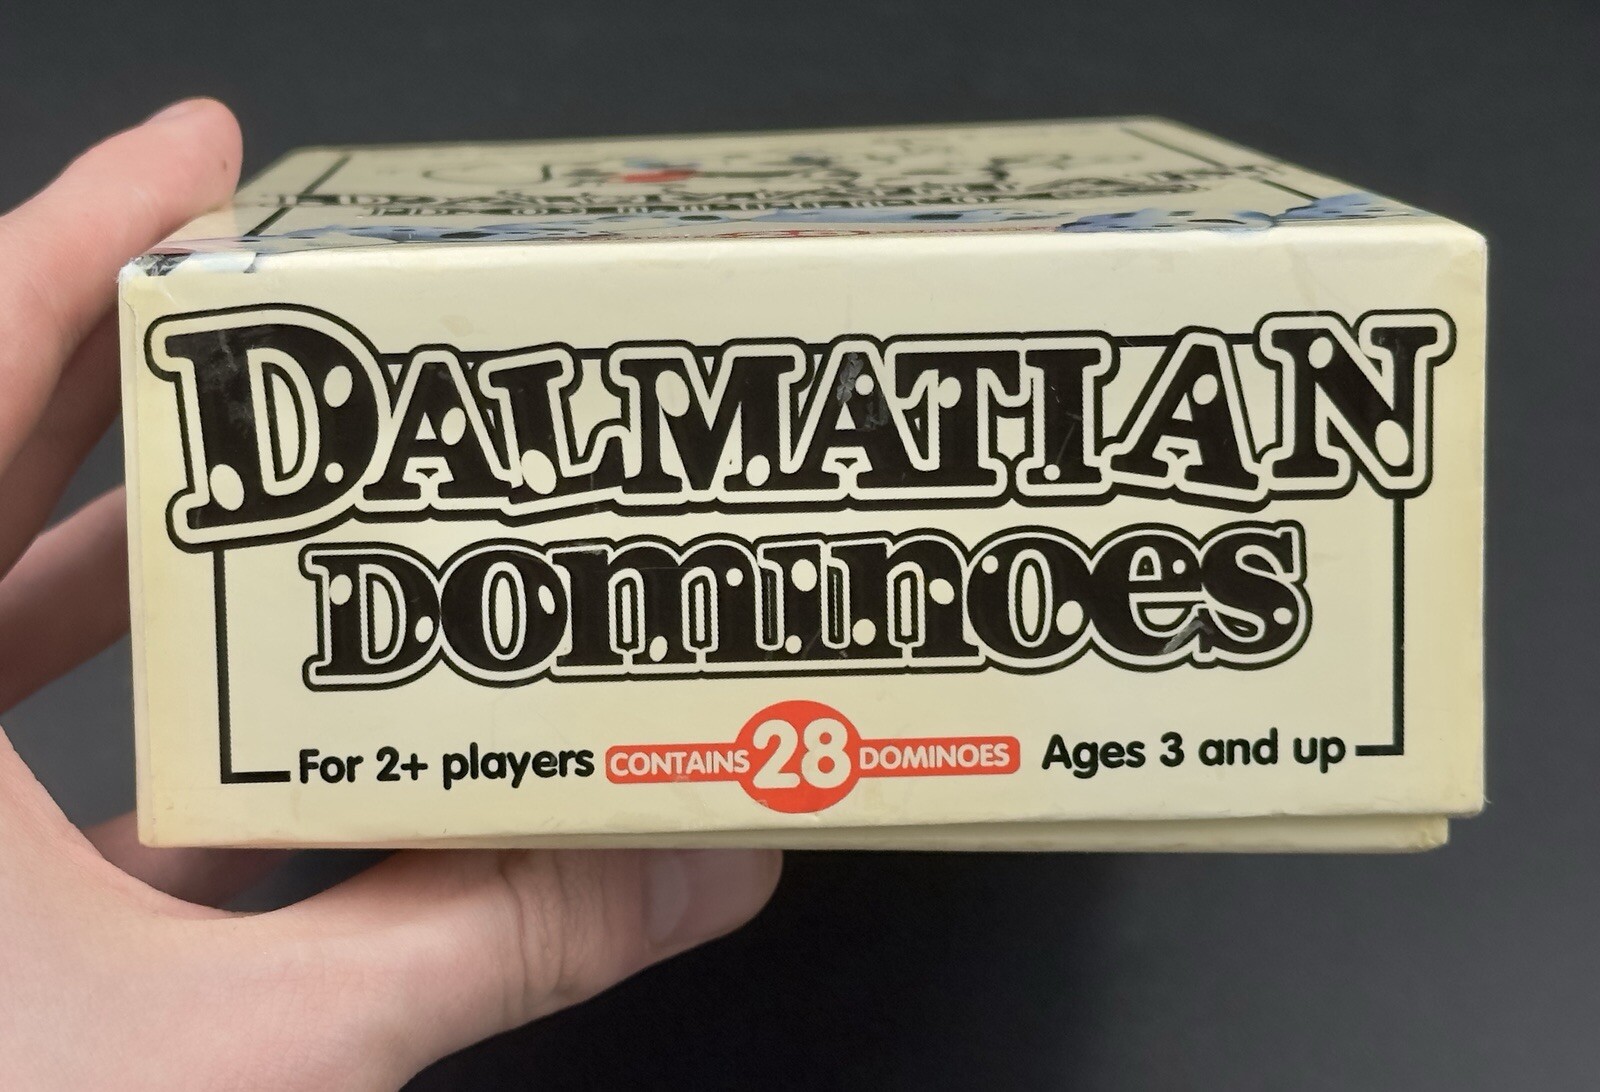 DALMATIAN
DOMINOES
For 2+ players CONTAINS 28 DOMINOES Ages 3 and up